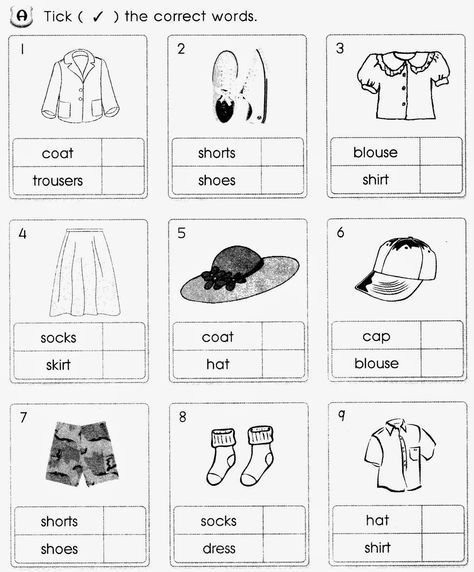 A Tick ( ✓ ) the correct words.
1
coat
trousers
2
shorts
shoes
3
blouse
shirt
4
socks
skirt
5
coat
hat
6
cap
blouse
7
shorts
shoes
8
socks
dress
9
hat
shirt